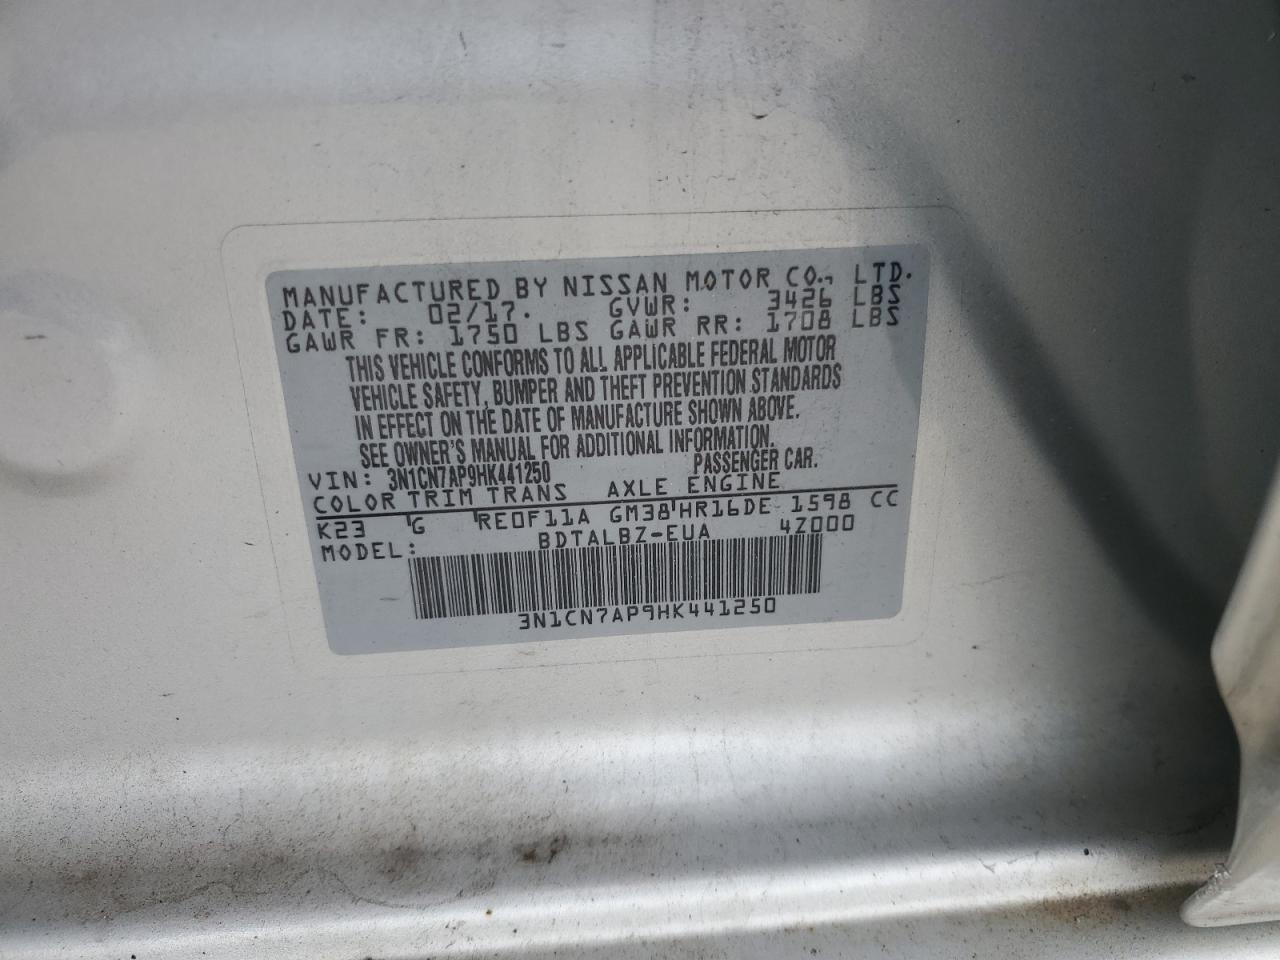 MANUFACTURED BY NISSAN MOTOR CO., LTD.
DATE: 02/17. GVWR: 3426 LBS
GAWR FR: 1750 LBS GAWR RR: 1708 LBS
THIS VEHICLE CONFORMS TO ALL APPLICABLE FEDERAL MOTOR
VEHICLE SAFETY, BUMPER AND THEFT PREVENTION STANDARDS
IN EFFECT ON THE DATE OF MANUFACTURE SHOWN ABOVE.
SEE OWNER'S MANUAL FOR ADDITIONAL INFORMATION.
VIN: 3N1CN7AP9HK441250 PASSENGER CAR.
COLOR TRIM TRANS AXLE ENGINE
K23 G RE0F11A GM38 HR16DE 1598 CC
MODEL: BDTALBZ-EUA 4Z000
3N1CN7AP9HK441250